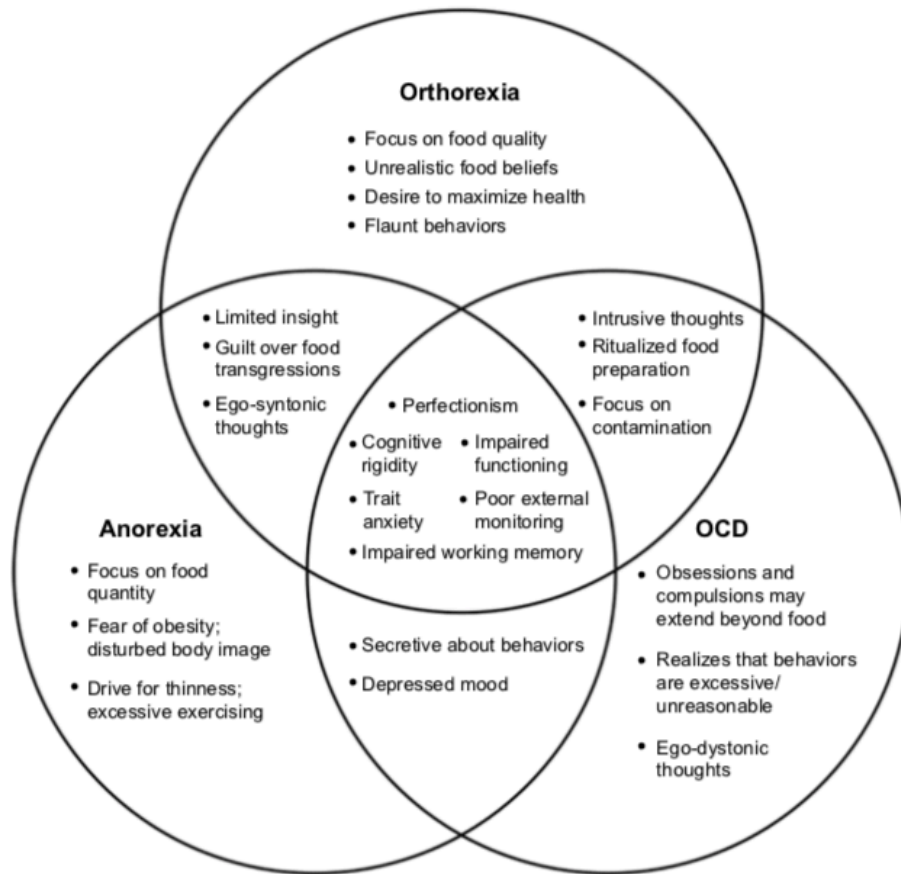 Orthorexia
• Focus on food quality
• Unrealistic food beliefs
• Desire to maximize health
• Flaunt behaviors
• Limited insight
• Guilt over food
transgressions
• Ego-syntonic
thoughts
• Intrusive thoughts
• Ritualized food
preparation
• Focus on
contamination
• Perfectionism
• Cognitive
rigidity
• Impaired
functioning
• Trait
anxiety
• Poor external
monitoring
• Impaired working memory
Anorexia
• Focus on food
quantity
• Fear of obesity;
disturbed body image
• Drive for thinness;
excessive exercising
• Secretive about behaviors
• Depressed mood
OCD
• Obsessions and
compulsions may
extend beyond food
• Realizes that behaviors
are excessive/
unreasonable
• Ego-dystonic
thoughts